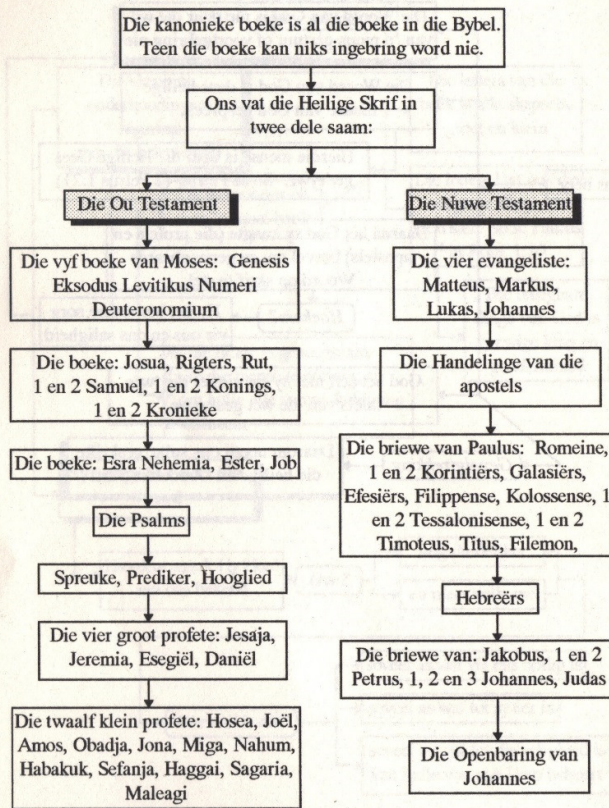 Die kanonieke boeke is al die boeke in die Bybel.
Teen die boeke kan niks ingebring word nie.
Ons vat die Heilige Skrif in
twee dele saam:
Die Ou Testament
Die vyf boeke van Moses: Genesis
Eksodus Levitikus Numeri
Deuteronomium
Die boeke: Josua, Rigters, Rut,
1 en 2 Samuel, 1 en 2 Konings,
1 en 2 Kronieke
Die boeke: Esra Nehemia, Ester, Job
Die Psalms
Spreuke, Prediker, Hooglied
Die vier groot profete: Jesaja,
Jeremia, Esegiël, Daniël
Die twaalf klein profete: Hosea, Joël,
Amos, Obadja, Jona, Miga, Nahum,
Habakuk, Sefanja, Haggai, Sagaria,
Maleagi
Die Nuwe Testament
Die vier evangeliste:
Matteus, Markus,
Lukas, Johannes
Die Handlinge van die
apostels
Die briewe van Paulus: Romeine,
1 en 2 Korintiërs, Galasiërs,
Efesiërs, Filippense, Kolossense, 1
en 2 Tessalonisense, 1 en 2
Timoteus, Titus, Filemon,
Hebreërs
Die briewe van: Jakobus, 1 en 2
Petrus, 1, 2 en 3 Johannes, Judas
Die Openbaring van
Johannes